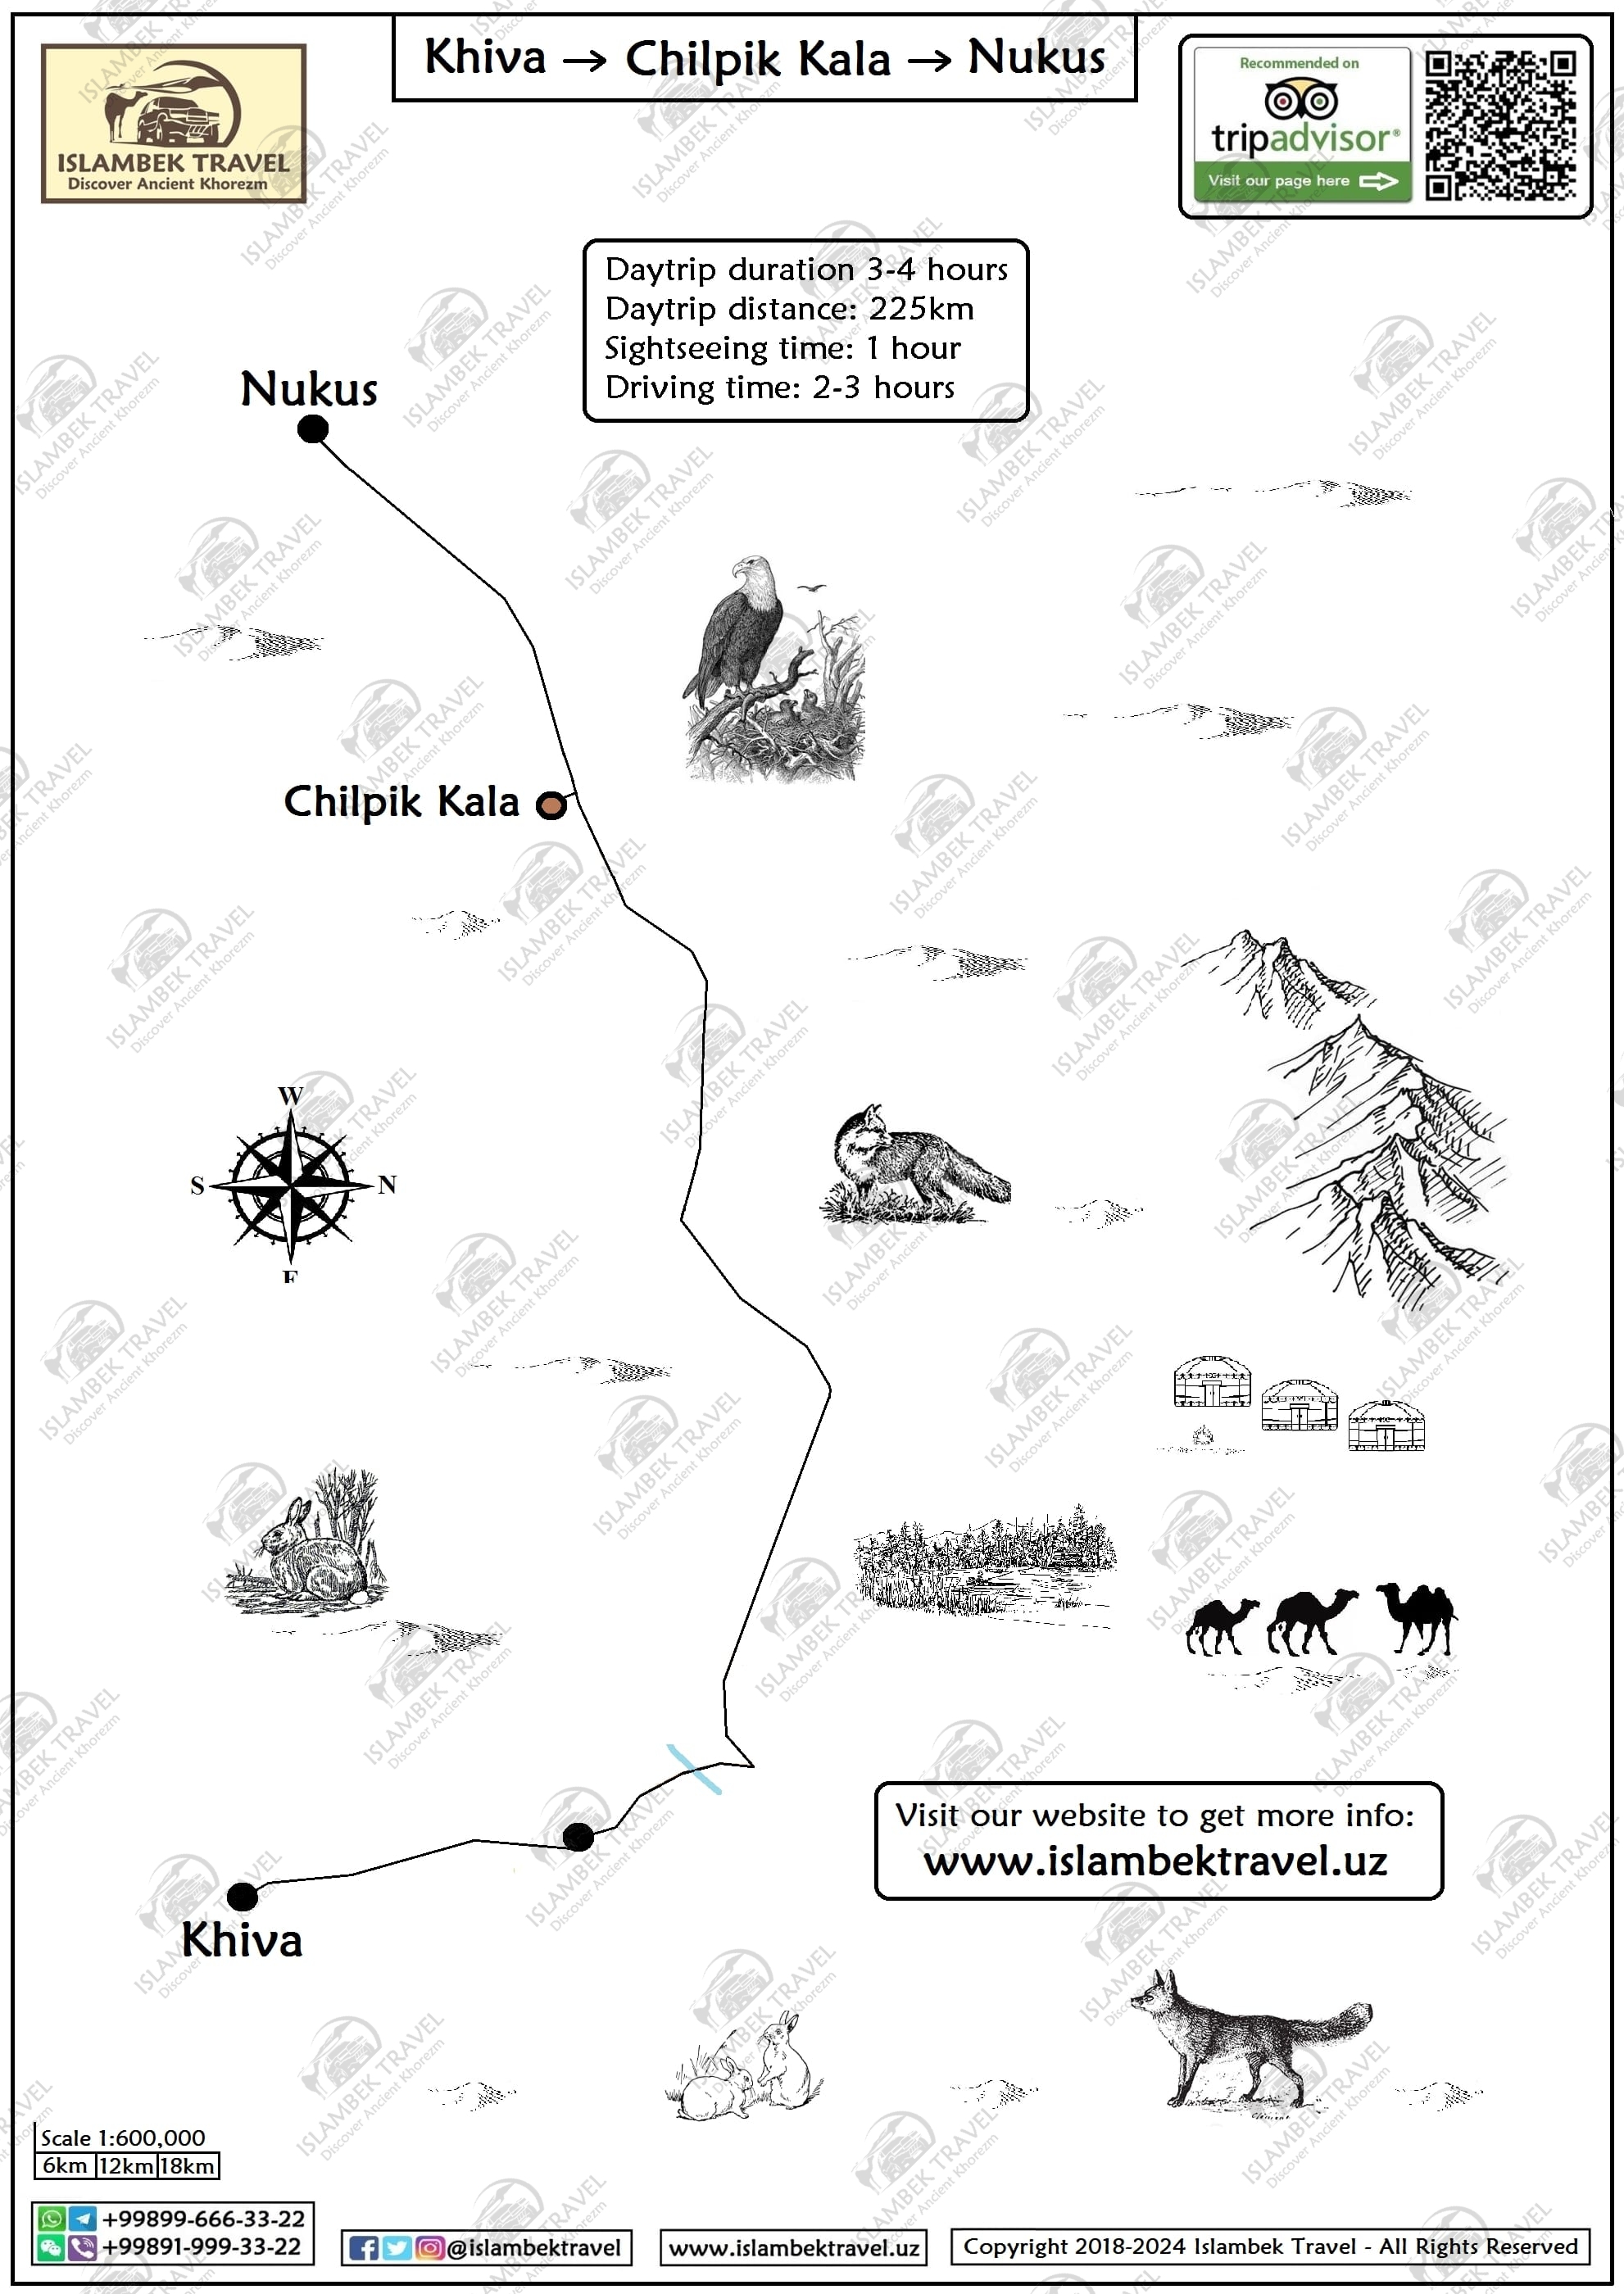 Khiva → Chilpik Kala → Nukus
ISLAMBEK TRAVEL
Discover Ancient Khorezm
Recommended on
tripadvisor®
Visit our page here
Daytrip duration 3-4 hours
Daytrip distance: 225km
Sightseeing time: 1 hour
Driving time: 2-3 hours
Nukus
Chilpik Kala
W
S
N
E
Khiva
Visit our website to get more info:
www.islambektravel.uz
Scale 1:600,000
6km 12km 18km
+99899-666-33-22
+99891-999-33-22
@islambektravel
www.islambektravel.uz
Copyright 2018-2024 Islambek Travel - All Rights Reserved